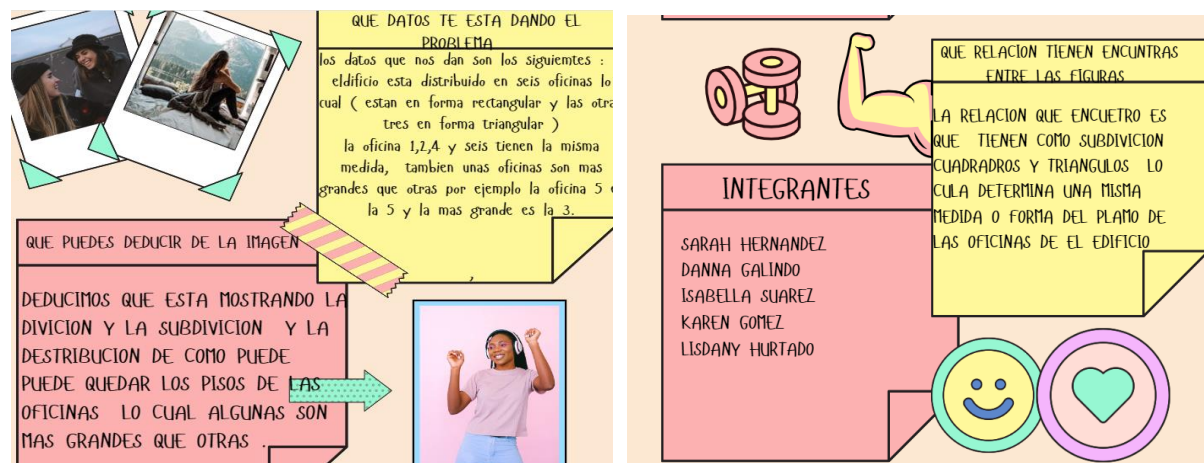 QUE DATOS TE ESTA DANDO EL
PROBLEMA
los datos que nos dan son los siguiemtes :
eldificio esta distribuido en seis oficinas lo
cual ( estan en forma rectangular y las otra
tres en forma triangular )
la oficina 1,2,4 y seis tienen la misma
medida, tambien unas oficinas son mas
grandes que otras por ejemplo la oficina 5
la 5 y la mas grande es la 3.
,
QUE PUEDES DEDUCIR DE LA IMAGEN
DEDUCIMOS QUE ESTA MOSTRANDO LA
DIVICION Y LA SUBDIVICION Y LA
DESTRIBUCION DE COMO PUEDE
PUEDE QUEDAR LOS PISOS DE LAS
OFICINAS LO CUAL ALGUNAS SON
MAS GRANDES QUE OTRAS .
QUE RELACION TIENEN ENCUNTRAS
ENTRE LAS FIGURAS
LA RELACION QUE ENCUETRO ES
QUE TIENEN COMO SUBDIVICION
CUADRADROS Y TRIANGULOS LO
CULA DETERMINA UNA MISMA
MEDIDA O FORMA DEL PLAMO DE
LAS OFICINAS DE EL EDIFICIO
INTEGRANTES
SARAH HERNANDEZ
DANNA GALINDO
ISABELLA SUAREZ
KAREN GOMEZ
LISDANY HURTADO